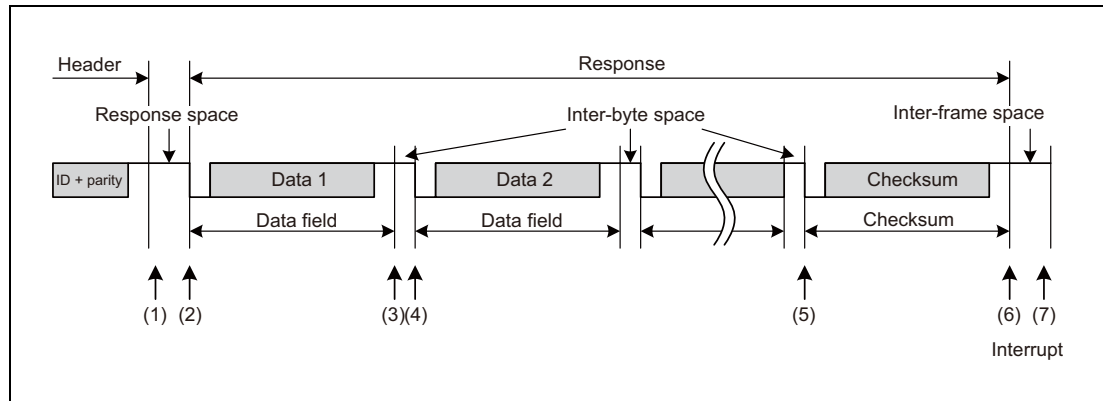 Header
Response
Response space
Inter-byte space
Inter-frame space
ID + parity
Data 1
Data 2
Checksum
Data field
Data field
Checksum
(1)
(2)
(3)
(4)
(5)
(6)
(7)
Interrupt